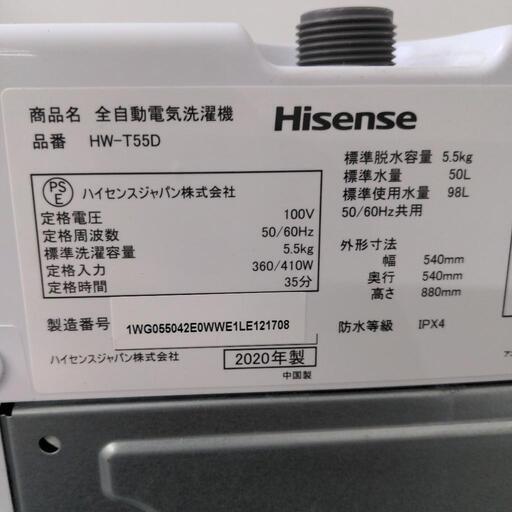 商品名 全自動電気洗濯機
品番 HW-T55D
Hisense
PS
E
ハイセンスジャパン株式会社
定格電圧 100V
定格周波数 50/60Hz
標準洗濯容量 5.5kg
定格入力 360/410W
定格時間 35分
標準脱水容量 5.5kg
標準水量 50L
標準使用水量 98L
50/60Hz共用
外形寸法
幅 540mm
奥行 540mm
高さ 880mm
製造番号 1WG055042E0WWE1LE121708
防水等級 IPX4
ハイセンスジャパン株式会社 2020年製
中国製